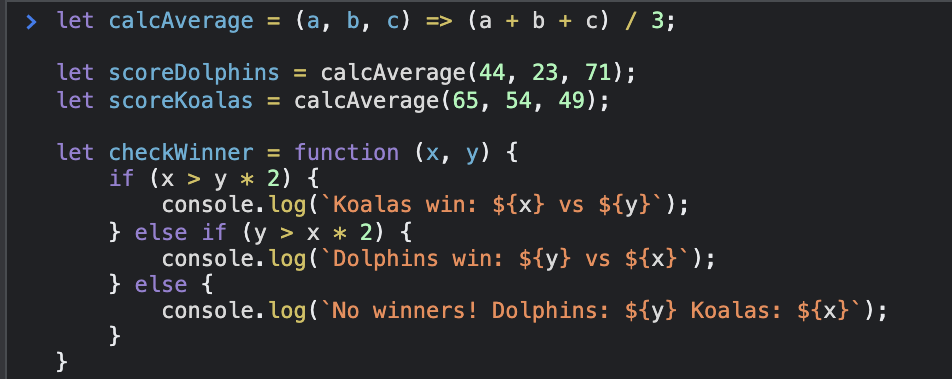 > let calcAverage = (a, b, c) => (a + b + c) / 3;
let scoreDolphins = calcAverage(44, 23, 71);
let scoreKoalas = calcAverage(65, 54, 49);
let checkWinner = function (x, y) {
    if (x > y * 2) {
        console.log(`Koalas win: ${x} vs ${y}`);
    } else if (y > x * 2) {
        console.log(`Dolphins win: ${y} vs ${x}`);
    } else {
        console.log(`No winners! Dolphins: ${y} Koalas: ${x}`);
    }
}